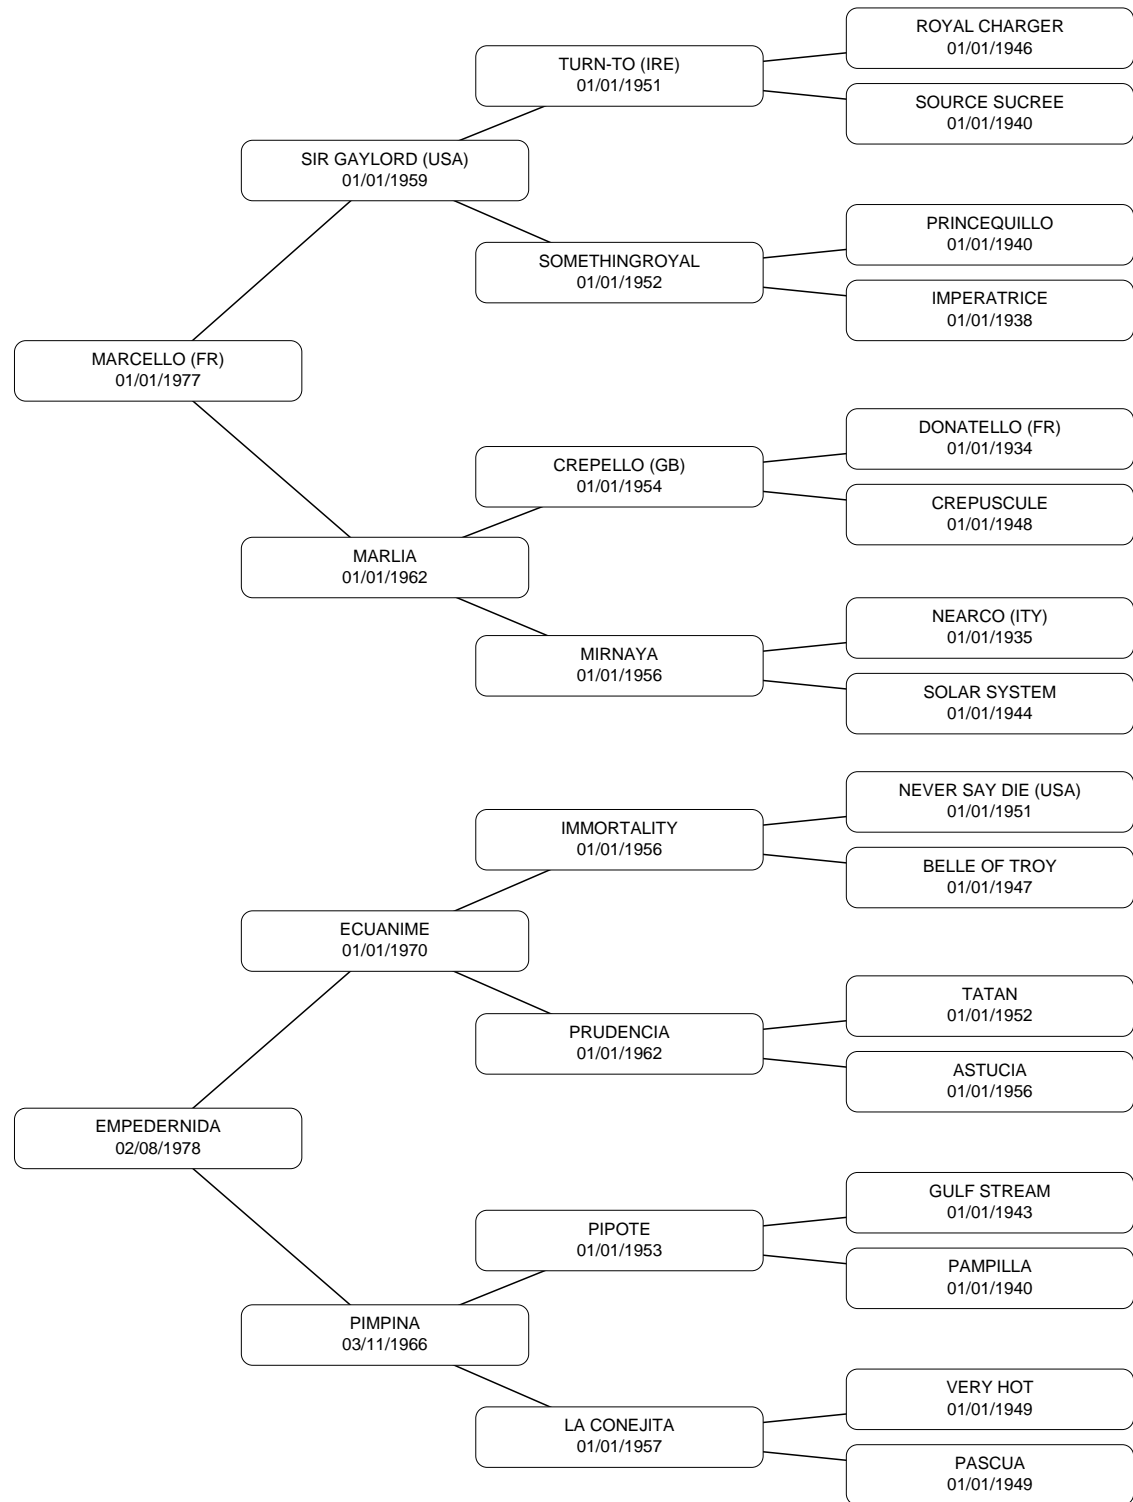 ROYAL CHARGER
01/01/1946
TURN-TO (IRE)
01/01/1951
SOURCE SUCREE
01/01/1940
SIR GAYLORD (USA)
01/01/1959
PRINCEQUILLO
01/01/1940
SOMETHINGROYAL
01/01/1952
IMPERATRICE
01/01/1938
MARCELLO (FR)
01/01/1977
DONATELLO (FR)
01/01/1934
CREPELLO (GB)
01/01/1954
CREPUSCULE
01/01/1948
MARLIA
01/01/1962
NEARCO (ITY)
01/01/1935
MIRNAYA
01/01/1956
SOLAR SYSTEM
01/01/1944
NEVER SAY DIE (USA)
01/01/1951
IMMORTALITY
01/01/1956
BELLE OF TROY
01/01/1947
ECUANIME
01/01/1970
TATAN
01/01/1952
PRUDENCIA
01/01/1962
ASTUCIA
01/01/1956
EMPEDERNIDA
02/08/1978
GULF STREAM
01/01/1943
PIPOTE
01/01/1953
PAMPILLA
01/01/1940
PIMPINA
03/11/1966
VERY HOT
01/01/1949
LA CONEJITA
01/01/1957
PASCUA
01/01/1949